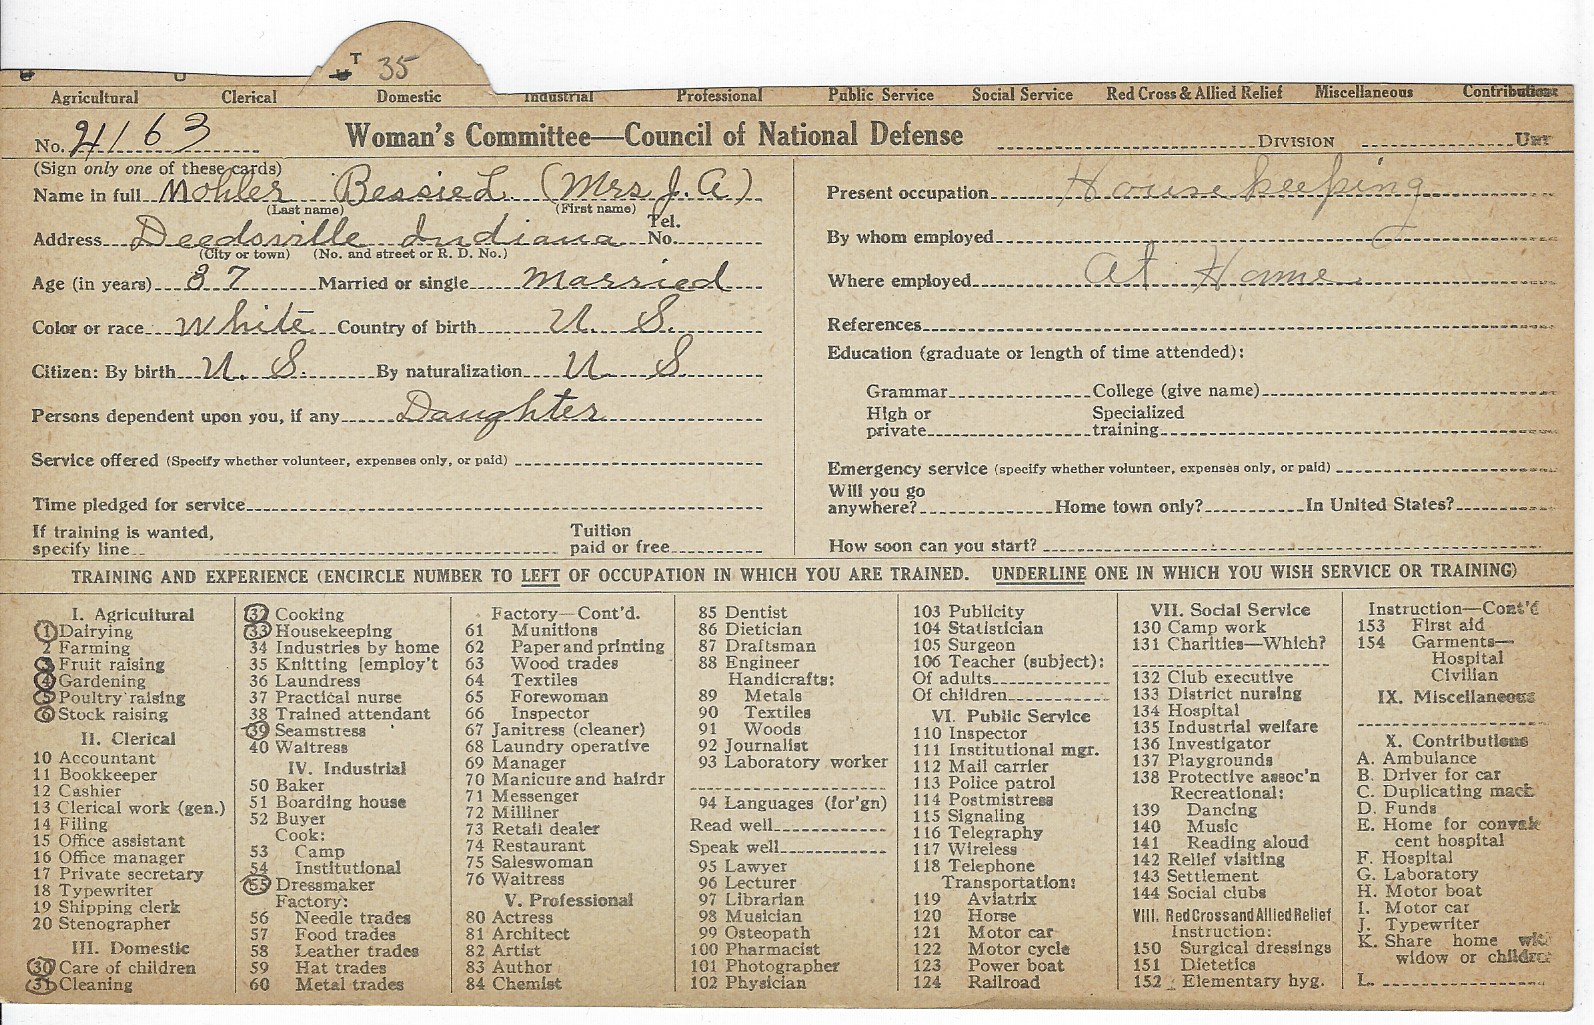 T 35
Agricultural Clerical Domestic Industrial Professional Public Service Social Service Red Cross & Allied Relief Miscellaneous Contributions
No. 4163 Woman's Committee—Council of National Defense DIVISION UNIT
(Sign only one of these cards)
Name in full Mohler Bessie L. (Mrs J. A)
(Last name) (First name)
Address Deedsville Indiana Tel. No.
(City or town) (No. and street or R. D. No.)
Age (in years) 37 Married or single Married
Color or race White Country of birth U. S.
Citizen: By birth U. S. By naturalization U S
Persons dependent upon you, if any Daughter
Service offered (Specify whether volunteer, expenses only, or paid)
Time pledged for service
If training is wanted, Tuition
specify line paid or free
Present occupation Housekeeping
By whom employed
Where employed At Home
References
Education (graduate or length of time attended):
Grammar College (give name)
High or Specialized
private training
Emergency service (specify whether volunteer, expenses only, or paid)
Will you go
anywhere? Home town only? In United States?
How soon can you start?
TRAINING AND EXPERIENCE (ENCIRCLE NUMBER TO LEFT OF OCCUPATION IN WHICH YOU ARE TRAINED. UNDERLINE ONE IN WHICH YOU WISH SERVICE OR TRAINING)
I. Agricultural
1 Dairying
2 Farming
3 Fruit raising
4 Gardening
5 Poultry raising
6 Stock raising
II. Clerical
10 Accountant
11 Bookkeeper
12 Cashier
13 Clerical work (gen.)
14 Filing
15 Office assistant
16 Office manager
17 Private secretary
18 Typewriter
19 Shipping clerk
20 Stenographer
III. Domestic
30 Care of children
31 Cleaning
32 Cooking
33 Housekeeping
34 Industries by home
35 Knitting [employ't
36 Laundress
37 Practical nurse
38 Trained attendant
39 Seamstress
40 Waitress
IV. Industrial
50 Baker
51 Boarding house
52 Buyer
Cook:
53 Camp
54 Institutional
55 Dressmaker
Factory:
56 Needle trades
57 Food trades
58 Leather trades
59 Hat trades
60 Metal trades
Factory—Cont'd.
61 Munitions
62 Paper and printing
63 Wood trades
64 Textiles
65 Forewoman
66 Inspector
67 Janitress (cleaner)
68 Laundry operative
69 Manager
70 Manicure and hairdr
71 Messenger
72 Milliner
73 Retail dealer
74 Restaurant
75 Saleswoman
76 Waitress
V. Professional
80 Actress
81 Architect
82 Artist
83 Author
84 Chemist
85 Dentist
86 Dietician
87 Draftsman
88 Engineer
Handicrafts:
89 Metals
90 Textiles
91 Woods
92 Journalist
93 Laboratory worker
94 Languages (for'gn)
Read well
Speak well
95 Lawyer
96 Lecturer
97 Librarian
98 Musician
99 Osteopath
100 Pharmacist
101 Photographer
102 Physician
103 Publicity
104 Statistician
105 Surgeon
106 Teacher (subject):
Of adults
Of children
VI. Public Service
110 Inspector
111 Institutional mgr.
112 Mail carrier
113 Police patrol
114 Postmistress
115 Signaling
116 Telegraphy
117 Wireless
118 Telephone
Transportation:
119 Aviatrix
120 Horse
121 Motor car
122 Motor cycle
123 Power boat
124 Railroad
VII. Social Service
130 Camp work
131 Charities—Which?
132 Club executive
133 District nursing
134 Hospital
135 Industrial welfare
136 Investigator
137 Playgrounds
138 Protective assoc'n
Recreational:
139 Dancing
140 Music
141 Reading aloud
142 Relief visiting
143 Settlement
144 Social clubs
VIII. Red Cross and Allied Relief
Instruction:
150 Surgical dressings
151 Dietetics
152 Elementary hyg.
Instruction—Cont'd
153 First aid
154 Garments—
Hospital
Civilian
IX. Miscellaneous
X. Contributions
A. Ambulance
B. Driver for car
C. Duplicating mach
D. Funds
E. Home for convales
cent hospital
F. Hospital
G. Laboratory
H. Motor boat
I. Motor car
J. Typewriter
K. Share home with
widow or children
L.